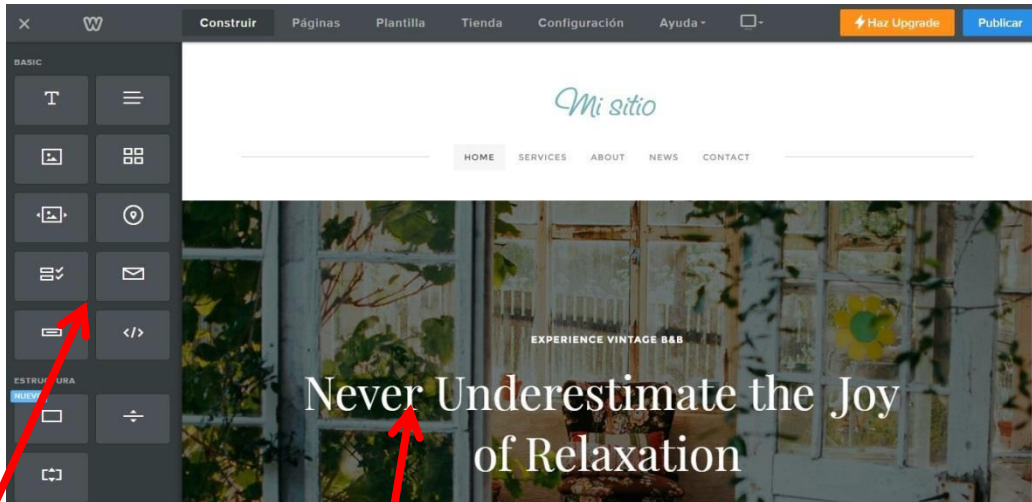 Construir Páginas Plantilla Tienda Configuración Ayuda Haz Upgrade Publicar
BASIC
T
</>
ESTRUCTURA
NUEVO
Mi sitio
HOME SERVICES ABOUT NEWS CONTACT
EXPERIENCE VINTAGE B&B
Never Underestimate the Joy
of Relaxation